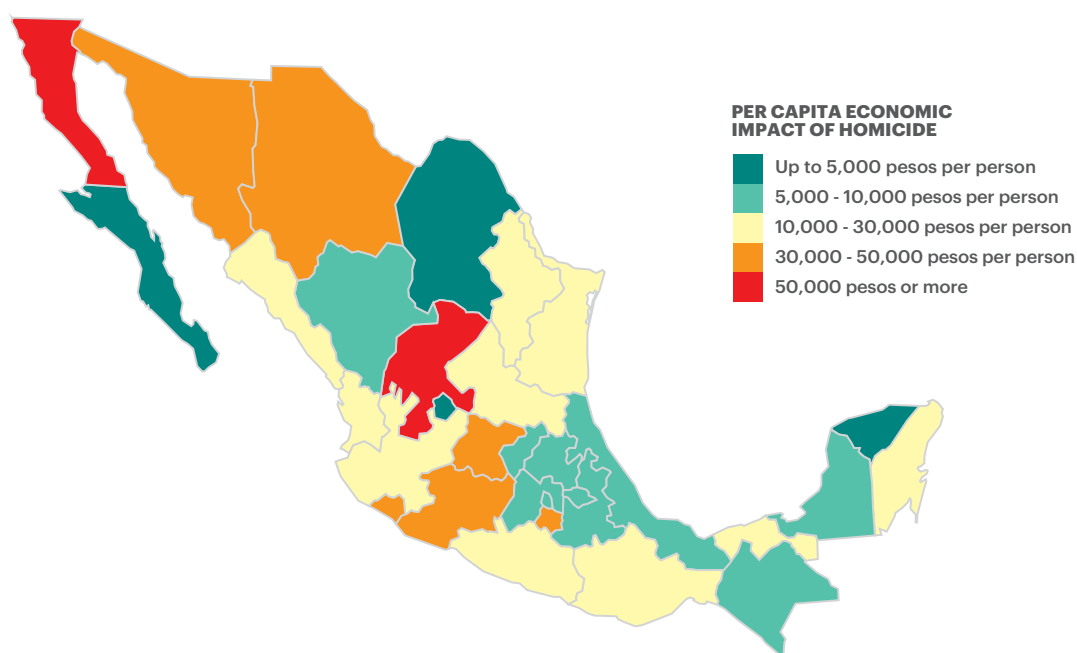 PER CAPITA ECONOMIC
IMPACT OF HOMICIDE
Up to 5,000 pesos per person
5,000 - 10,000 pesos per person
10,000 - 30,000 pesos per person
30,000 - 50,000 pesos per person
50,000 pesos or more